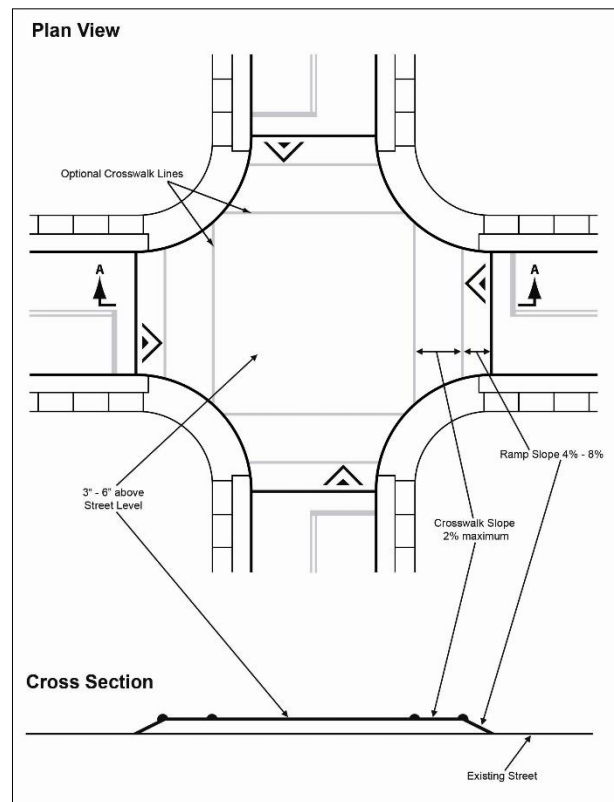 Plan View
Optional Crosswalk Lines
A
A
Ramp Slope 4% - 8%
3" - 6" above
Street Level
Crosswalk Slope
2% maximum
Cross Section
Existing Street